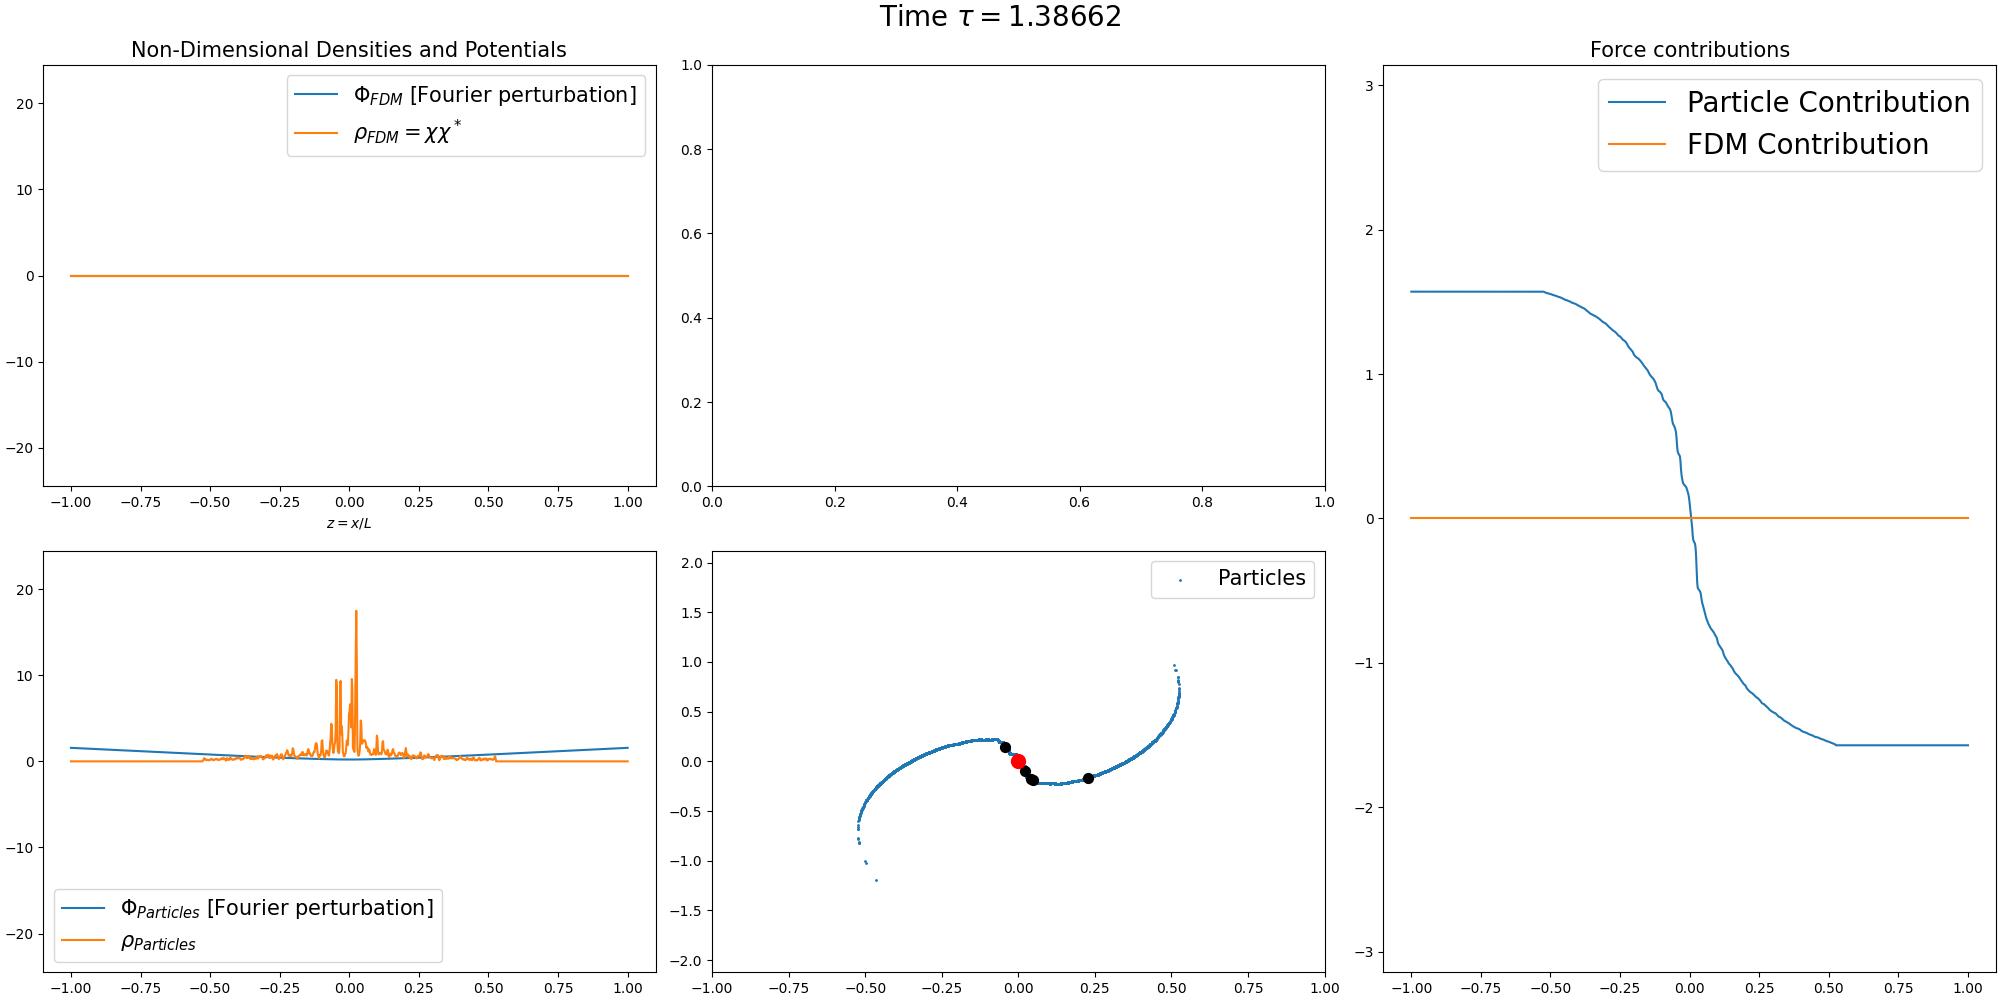 Time τ = 1.38662
Non-Dimensional Densities and Potentials
Φ_FDM [Fourier perturbation]
ρ_FDM = χχ*
20
10
0
−10
−20
−1.00 −0.75 −0.50 −0.25 0.00 0.25 0.50 0.75 1.00
z = x/L
1.0
0.8
0.6
0.4
0.2
0.0
0.0 0.2 0.4 0.6 0.8 1.0
Force contributions
Particle Contribution
FDM Contribution
3
2
1
0
−1
−2
−3
−1.00 −0.75 −0.50 −0.25 0.00 0.25 0.50 0.75 1.00
20
10
0
−10
−20
Φ_Particles [Fourier perturbation]
ρ_Particles
−1.00 −0.75 −0.50 −0.25 0.00 0.25 0.50 0.75 1.00
Particles
2.0
1.5
1.0
0.5
0.0
−0.5
−1.0
−1.5
−2.0
−1.00 −0.75 −0.50 −0.25 0.00 0.25 0.50 0.75 1.00